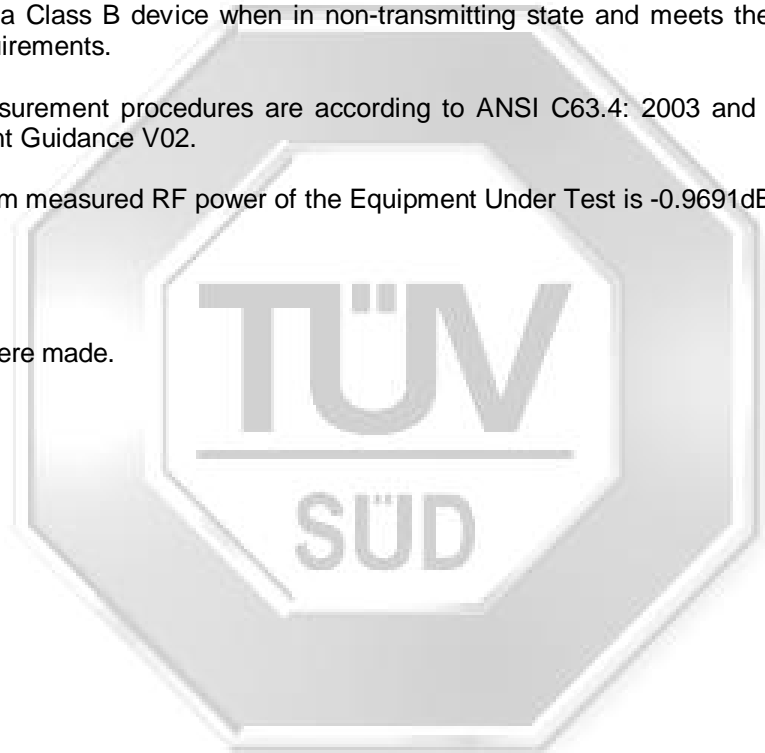 a Class B device when in non-transmitting state and meets the
uirements.
surement procedures are according to ANSI C63.4: 2003 and
nt Guidance V02.
m measured RF power of the Equipment Under Test is -0.9691dB
ere made.
TÜV
SÜD